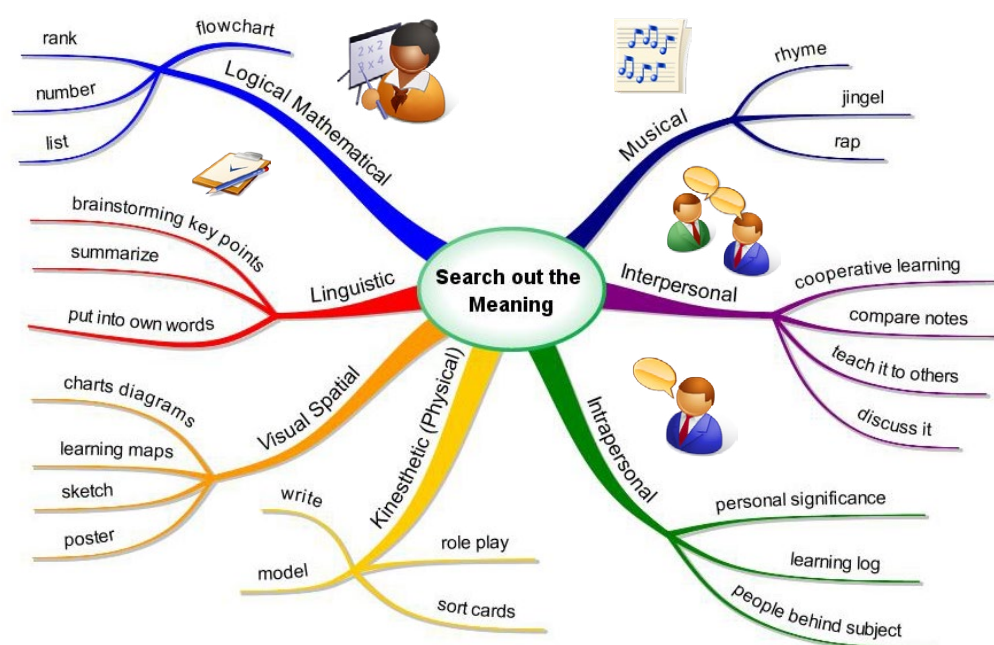 Search out the
Meaning
Logical Mathematical
flowchart
rank
number
list
2 x 2
Musical
rhyme
jingel
rap
Interpersonal
cooperative learning
compare notes
teach it to others
discuss it
Intrapersonal
personal significance
learning log
people behind subject
Kinesthetic (Physical)
write
model
role play
sort cards
Visual Spatial
charts diagrams
learning maps
sketch
poster
Linguistic
brainstorming key points
summarize
put into own words